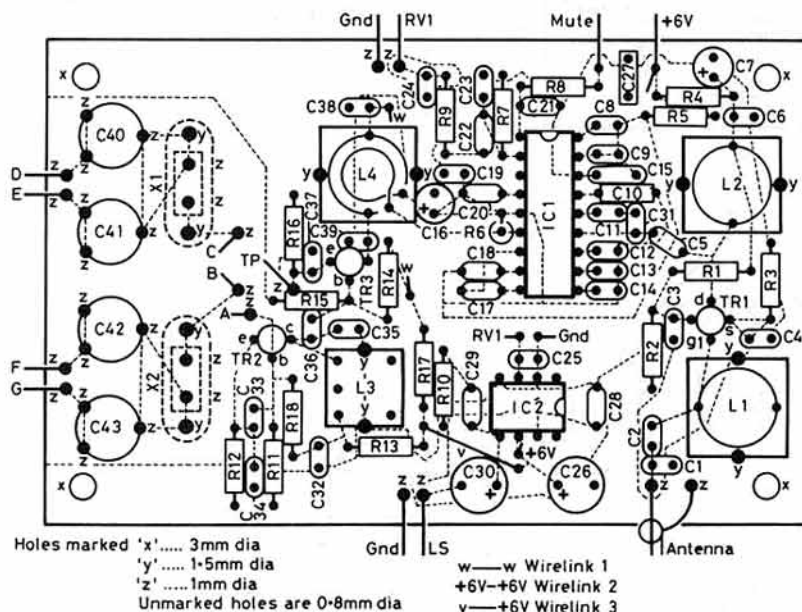 Gnd RV1 Mute +6V
z z z z
x C24 C23 R8 C27 + C7 x
C38 w R9 R7 C21 R4
z z C22 C8 R5 C6
C40 y C9
z z z C19 C15
D z X1 y L4 y C10 y L2 y
E z z C37 + IC1 C31
z R16 C16 C20 C11
C41 y C39 R6 C12 C5
z z C z e TR3 C18 C13 R1 R3
B z TP R14 w C14
z R15 b C17 d TR1
A z C3 s
C42 y e c C35 RV1 Gnd R2 g1 C4
z z z TR2 b C36 y R17 C29 C25 y
F z X2 C33 L3 R10 IC2 C28
G z z R18 L1
C43 y y C2
z z R12 R11 R13 +6V
C34 C32 v C30 C26 C1 y
x z z + + z z x
Gnd LS Antenna
Holes marked 'x'..... 3mm dia
'y'..... 1·5mm dia
'z'..... 1mm dia
Unmarked holes are 0·8mm dia
w——w Wirelink 1
+6V–+6V Wirelink 2
v——+6V Wirelink 3